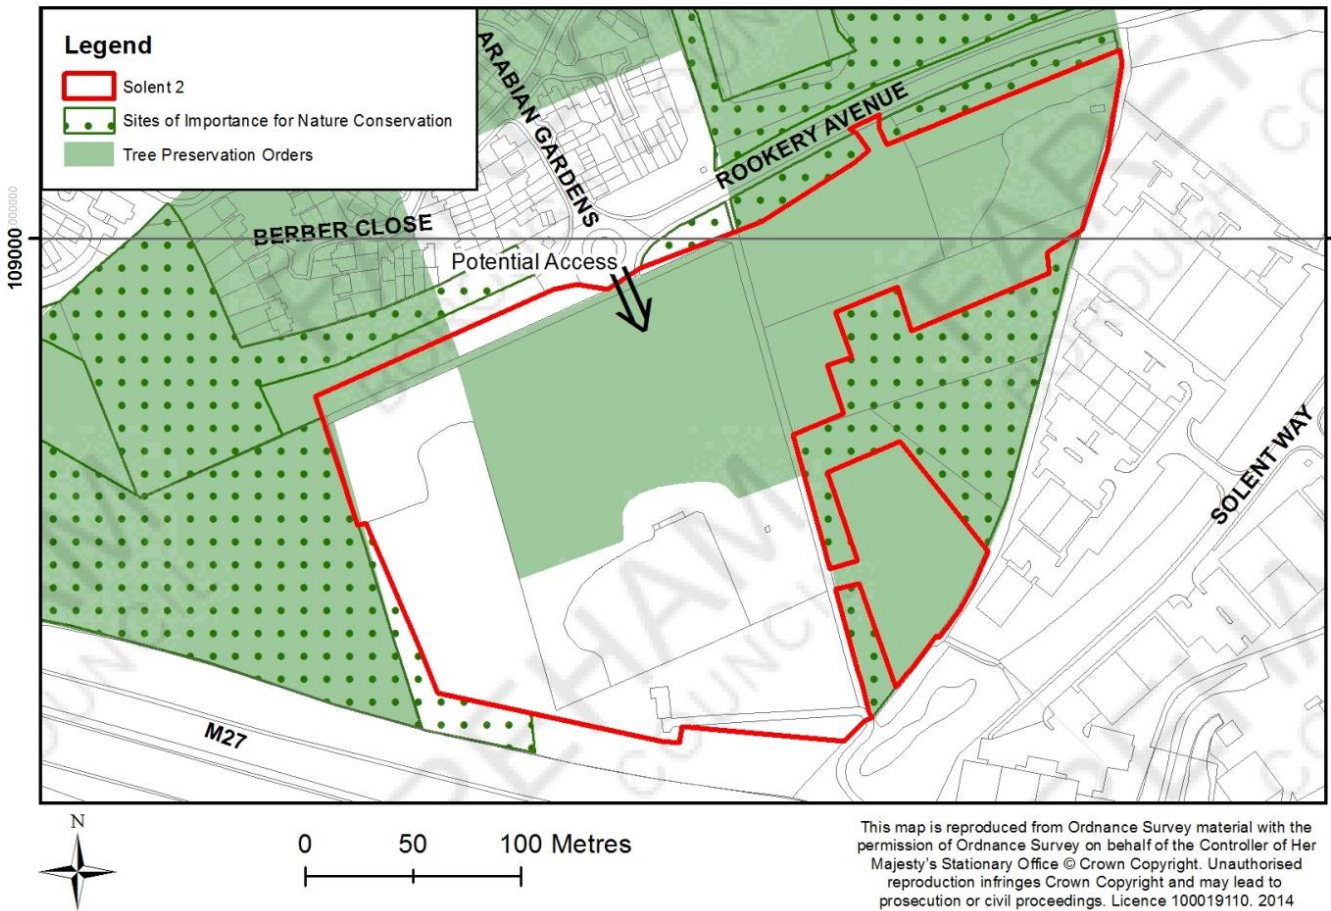 Legend
Solent 2
Sites of Importance for Nature Conservation
Tree Preservation Orders
ARABIAN GARDENS
ROOKERY AVENUE
BERBER CLOSE
Potential Access
109000
SOLENT WAY
M27
FAREHAM
BOROUGH
COUNCIL
N
0 50 100 Metres
This map is reproduced from Ordnance Survey material with the
permission of Ordnance Survey on behalf of the Controller of Her
Majesty's Stationary Office © Crown Copyright. Unauthorised
reproduction infringes Crown Copyright and may lead to
prosecution or civil proceedings. Licence 100019110. 2014